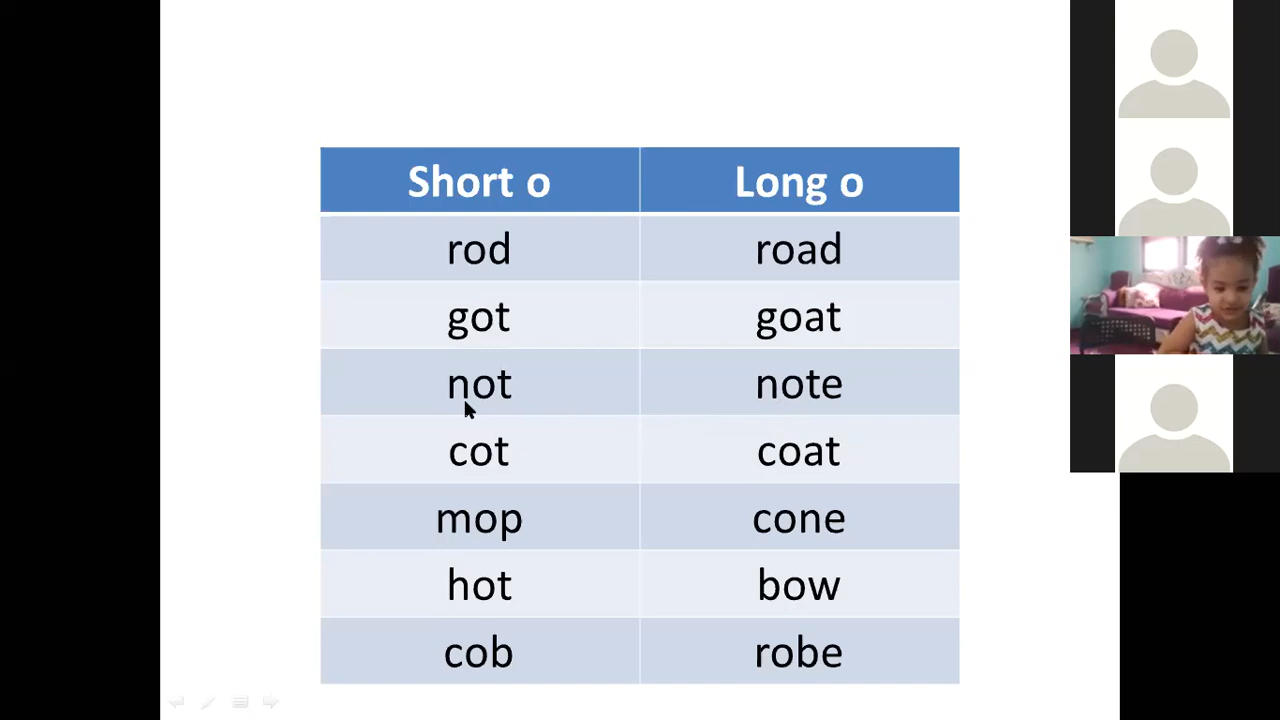 Short o Long o
rod road
got goat
not note
cot coat
mop cone
hot bow
cob robe